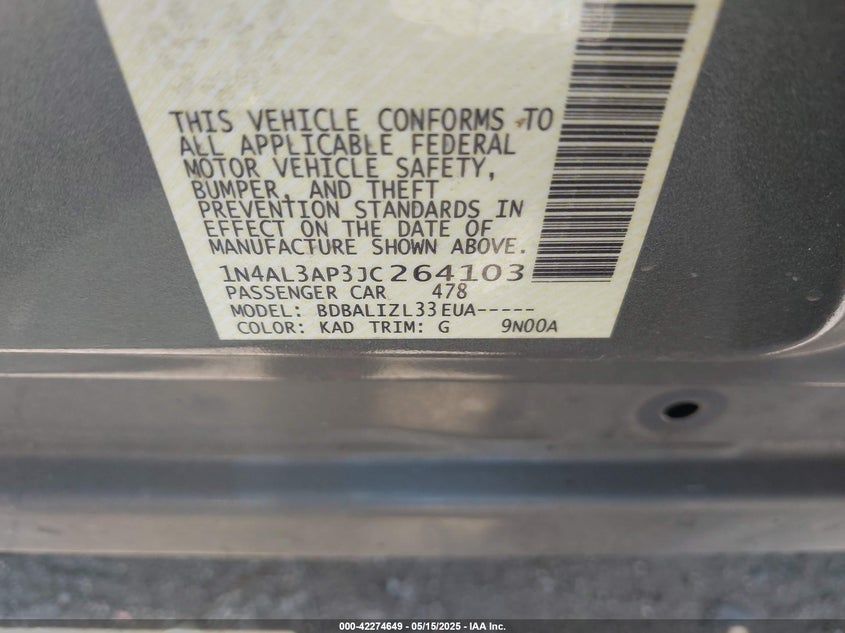 THIS VEHICLE CONFORMS TO
ALL APPLICABLE FEDERAL
MOTOR VEHICLE SAFETY,
BUMPER, AND THEFT
PREVENTION STANDARDS IN
EFFECT ON THE DATE OF
MANUFACTURE SHOWN ABOVE.
1N4AL3AP3JC264103
PASSENGER CAR 478
MODEL: BDBALIZL33EUA-----
COLOR: KAD TRIM: G 9N00A
000-42274649 - 05/15/2025 - IAA Inc.